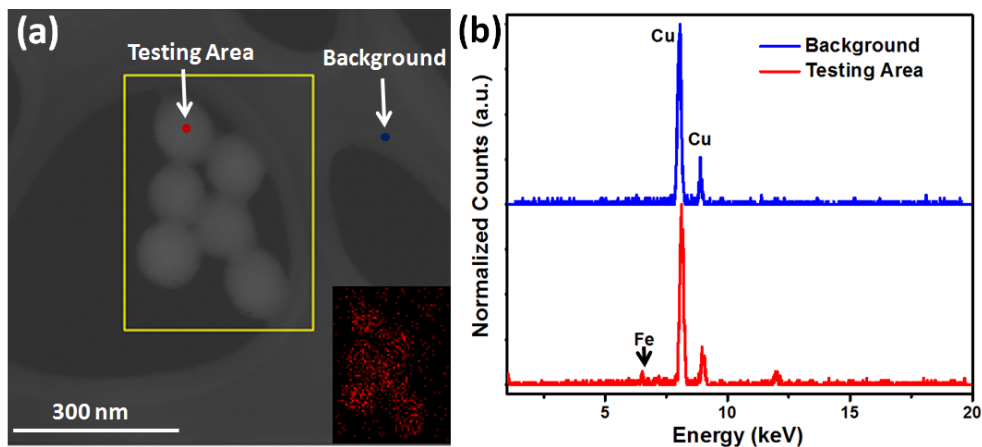 (a)
Testing Area
Background
300 nm
(b)
Normalized Counts (a.u.)
Cu
Cu
Background
Testing Area
Fe
5
10
15
20
Energy (keV)